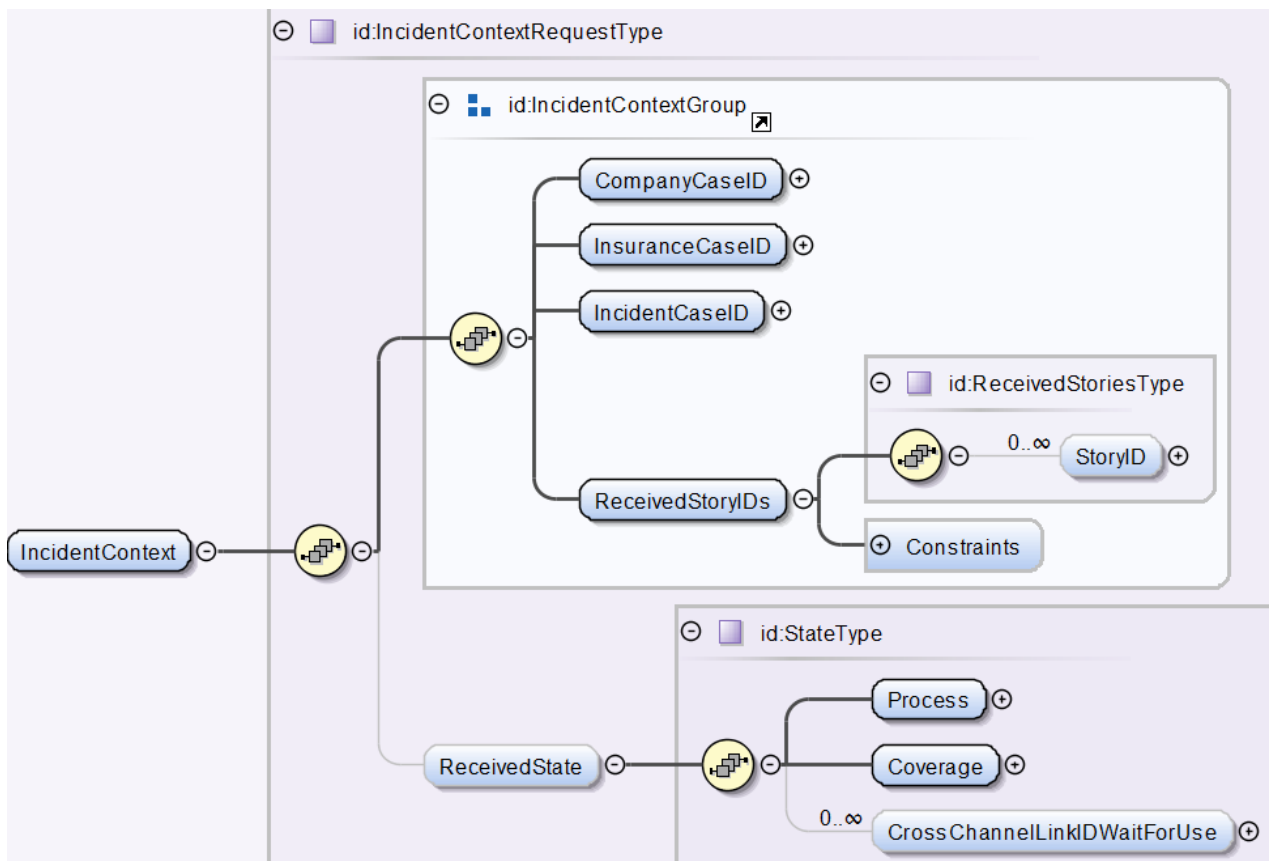 id:IncidentContextRequestType
id:IncidentContextGroup
CompanyCaseID
InsuranceCaseID
IncidentCaseID
id:ReceivedStoriesType
0..∞
StoryID
ReceivedStoryIDs
Constraints
IncidentContext
id:StateType
Process
ReceivedState
Coverage
0..∞
CrossChannelLinkIDWaitForUse